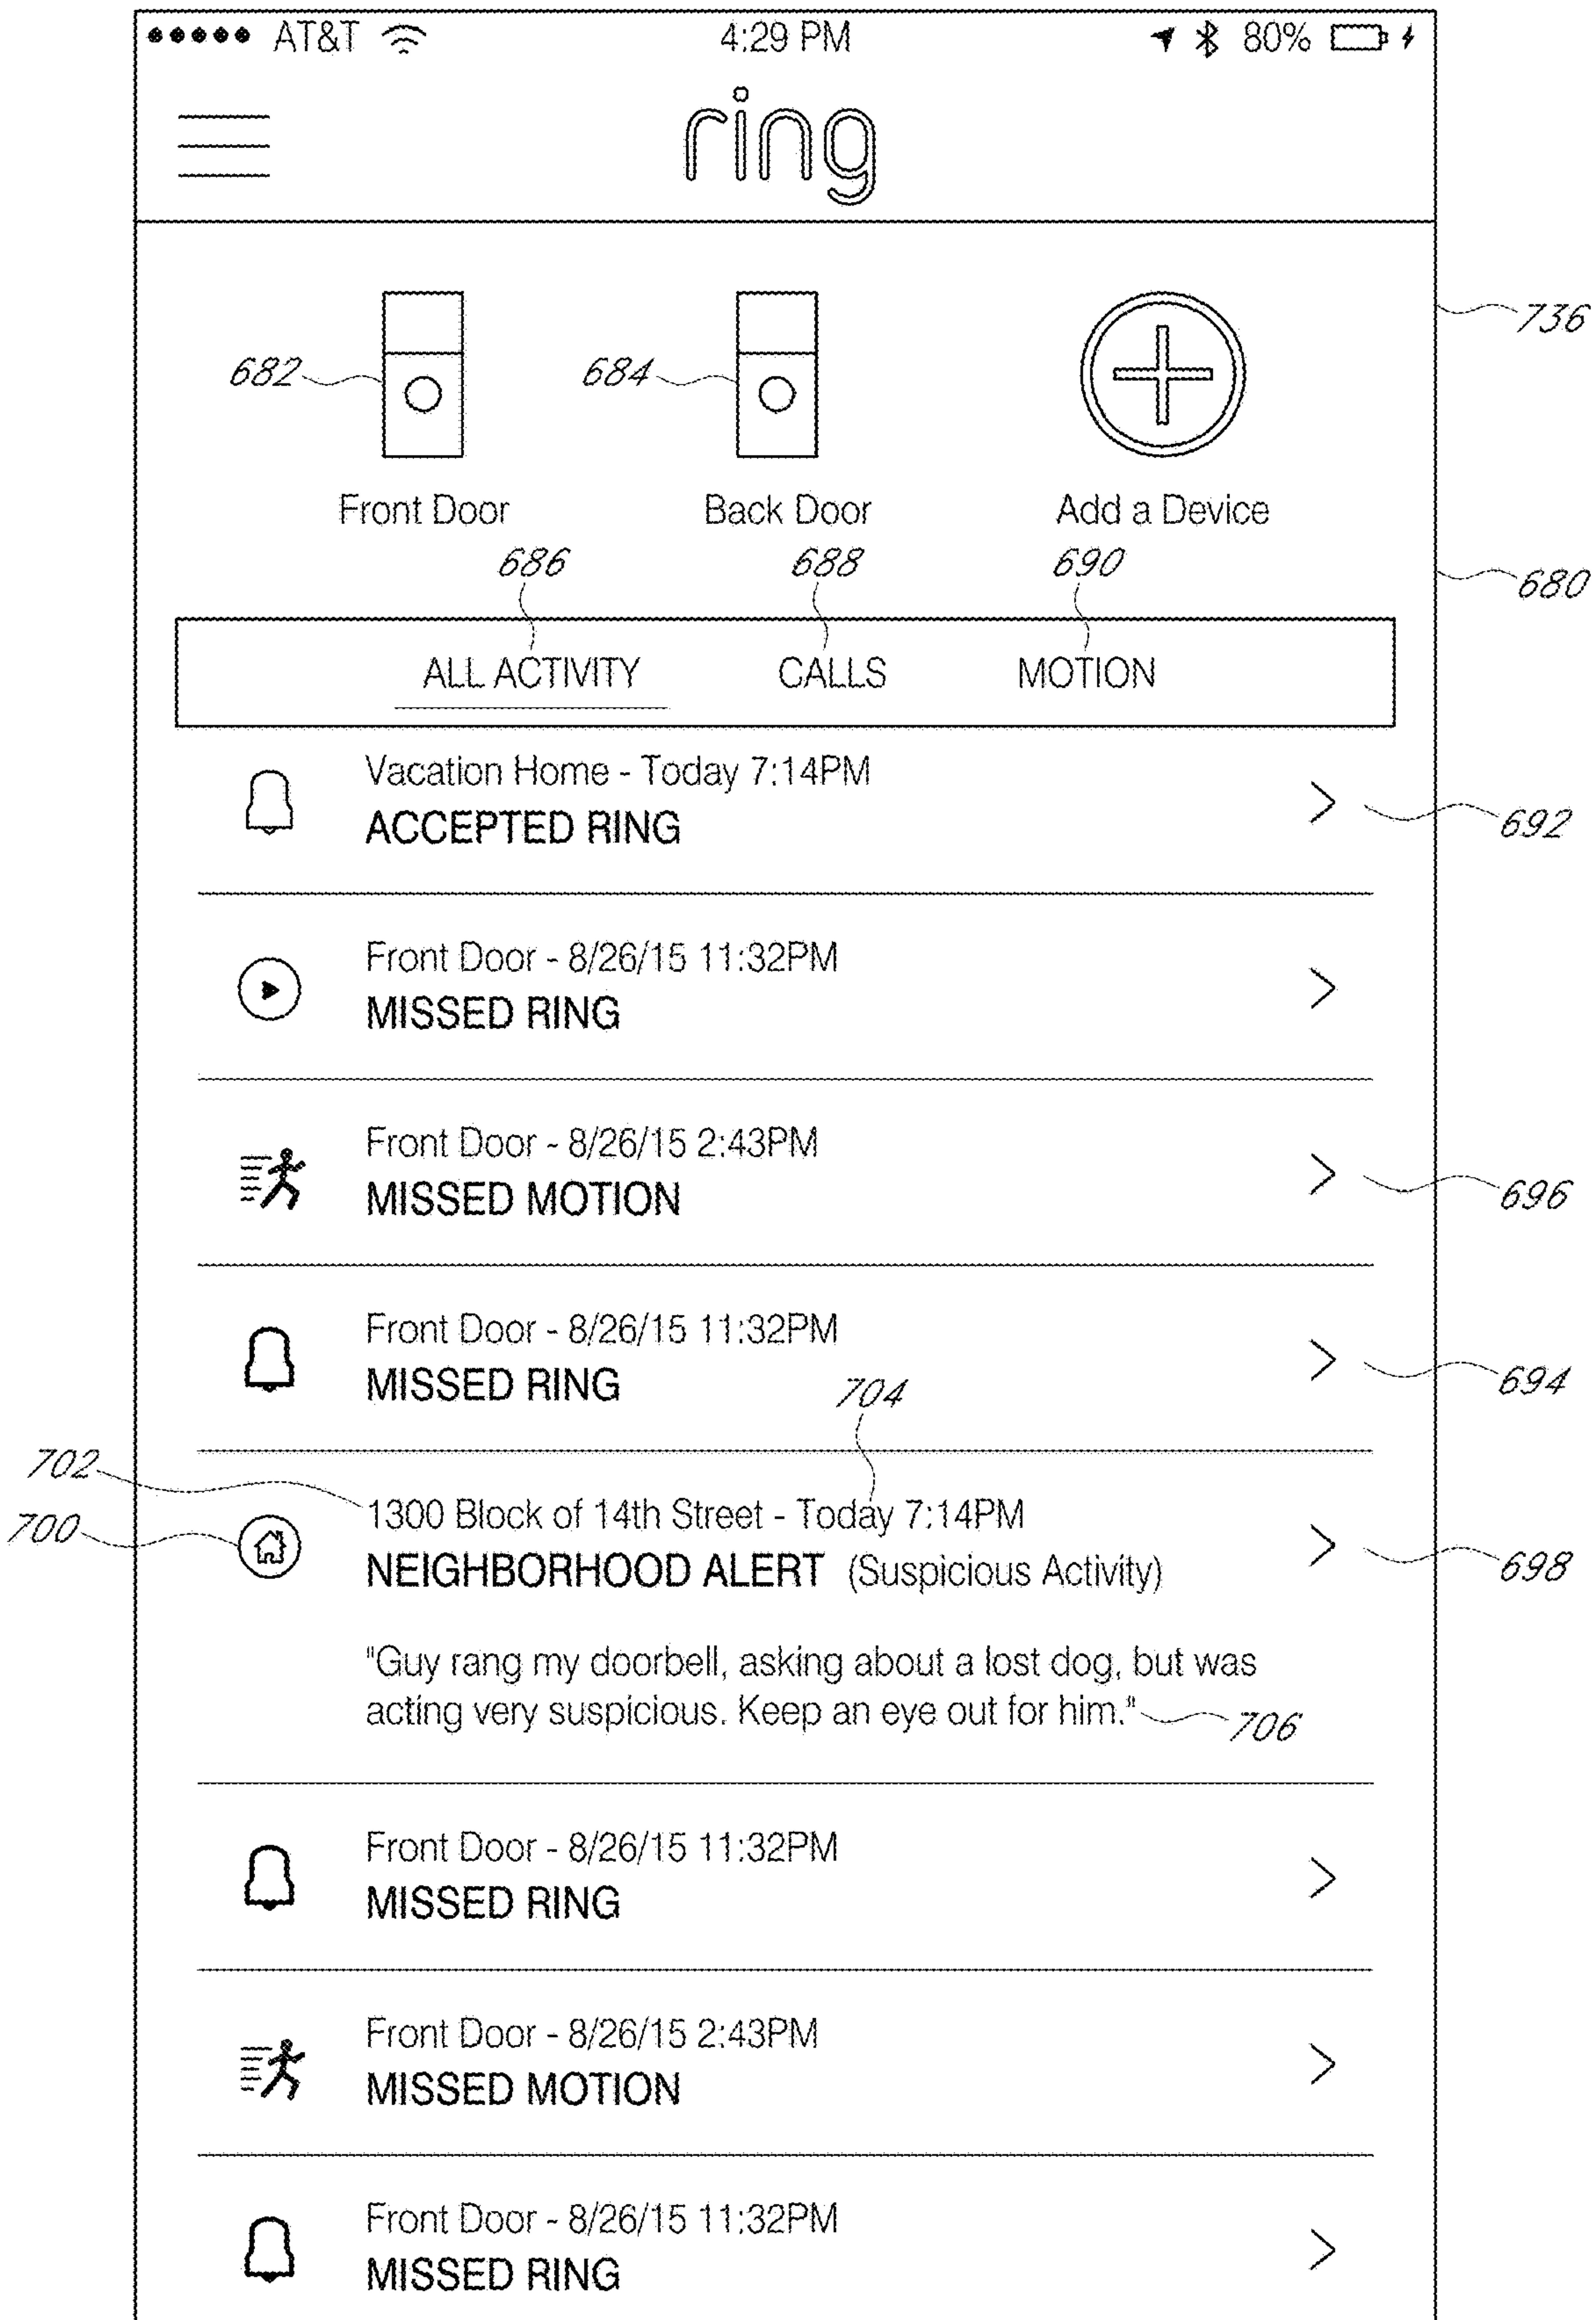 AT&T 4:29 PM 80%
ring
736
682 684
Front Door Back Door Add a Device
686 688 690
680
ALL ACTIVITY CALLS MOTION
Vacation Home - Today 7:14PM
ACCEPTED RING
692
Front Door - 8/26/15 11:32PM
MISSED RING
Front Door - 8/26/15 2:43PM
MISSED MOTION
696
Front Door - 8/26/15 11:32PM
MISSED RING
694
704
702
1300 Block of 14th Street - Today 7:14PM
700
NEIGHBORHOOD ALERT (Suspicious Activity)
698
"Guy rang my doorbell, asking about a lost dog, but was
acting very suspicious. Keep an eye out for him."
706
Front Door - 8/26/15 11:32PM
MISSED RING
Front Door - 8/26/15 2:43PM
MISSED MOTION
Front Door - 8/26/15 11:32PM
MISSED RING